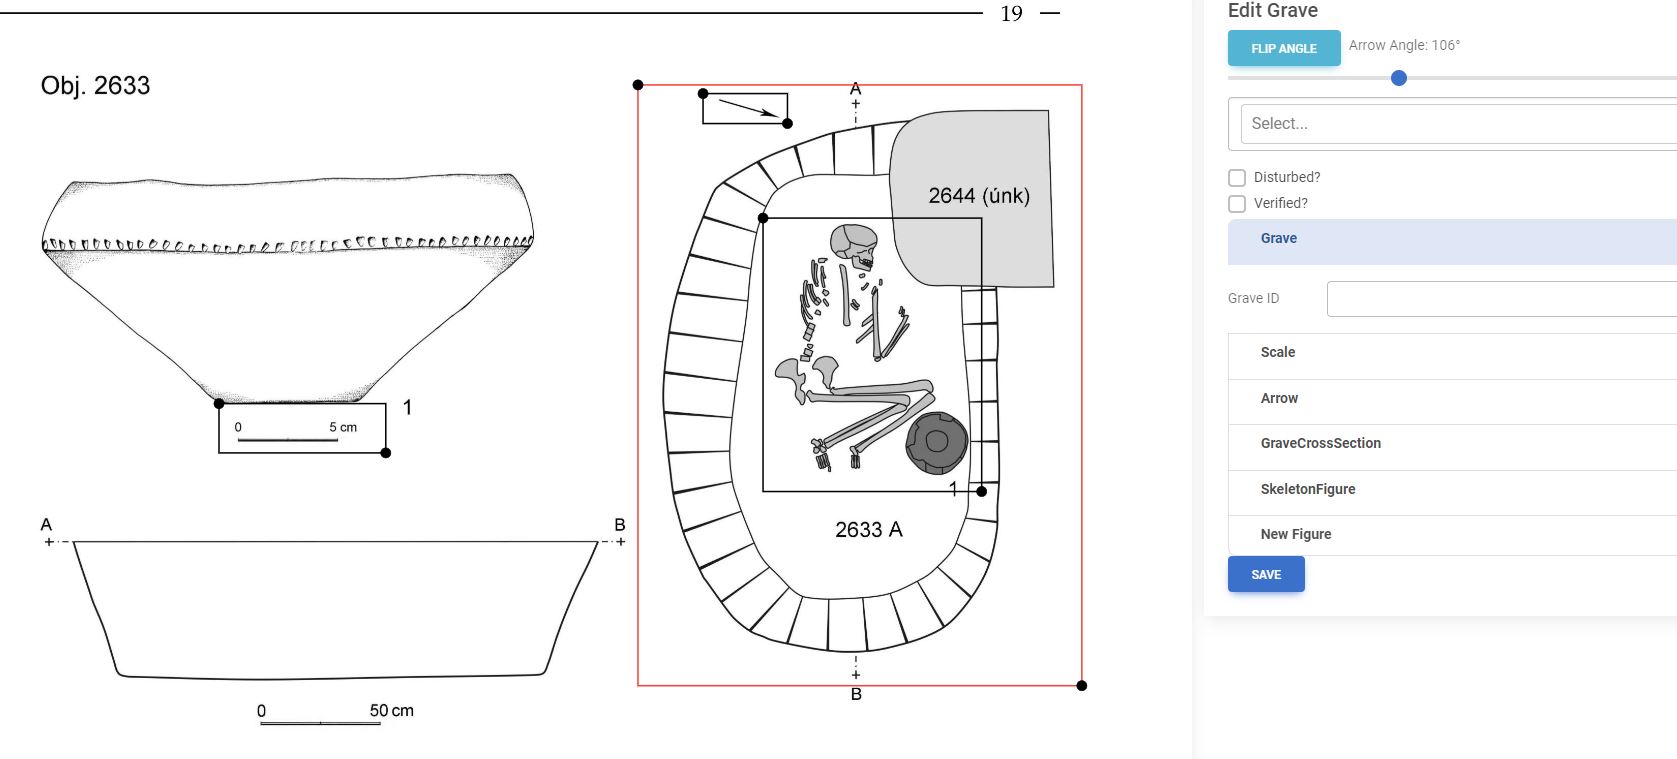 19
Obj. 2633
1
0 5 cm
A B
0 50 cm
A
2644 (únk)
1
2633 A
B
Edit Grave
FLIP ANGLE Arrow Angle: 106°
Select...
Disturbed?
Verified?
Grave
Grave ID
Scale
Arrow
GraveCrossSection
SkeletonFigure
New Figure
SAVE